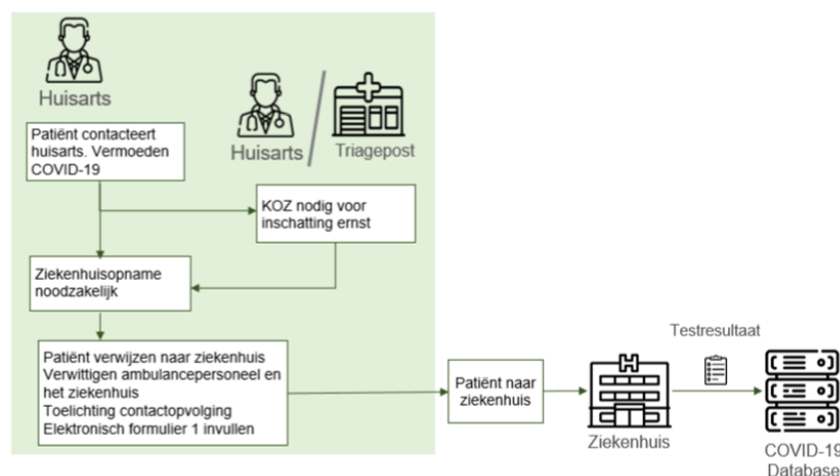 Huisarts
Huisarts
Triagepost
Patiënt contacteert
huisarts. Vermoeden
COVID-19
KOZ nodig voor
inschatting ernst
Ziekenhuisopname
noodzakelijk
Patiënt verwijzen naar ziekenhuis
Verwittigen ambulancepersoneel en
het ziekenhuis
Toelichting contactopvolging
Elektronisch formulier 1 invullen
Patiënt naar
ziekenhuis
H
Ziekenhuis
Testresultaat
COVID-19
Database